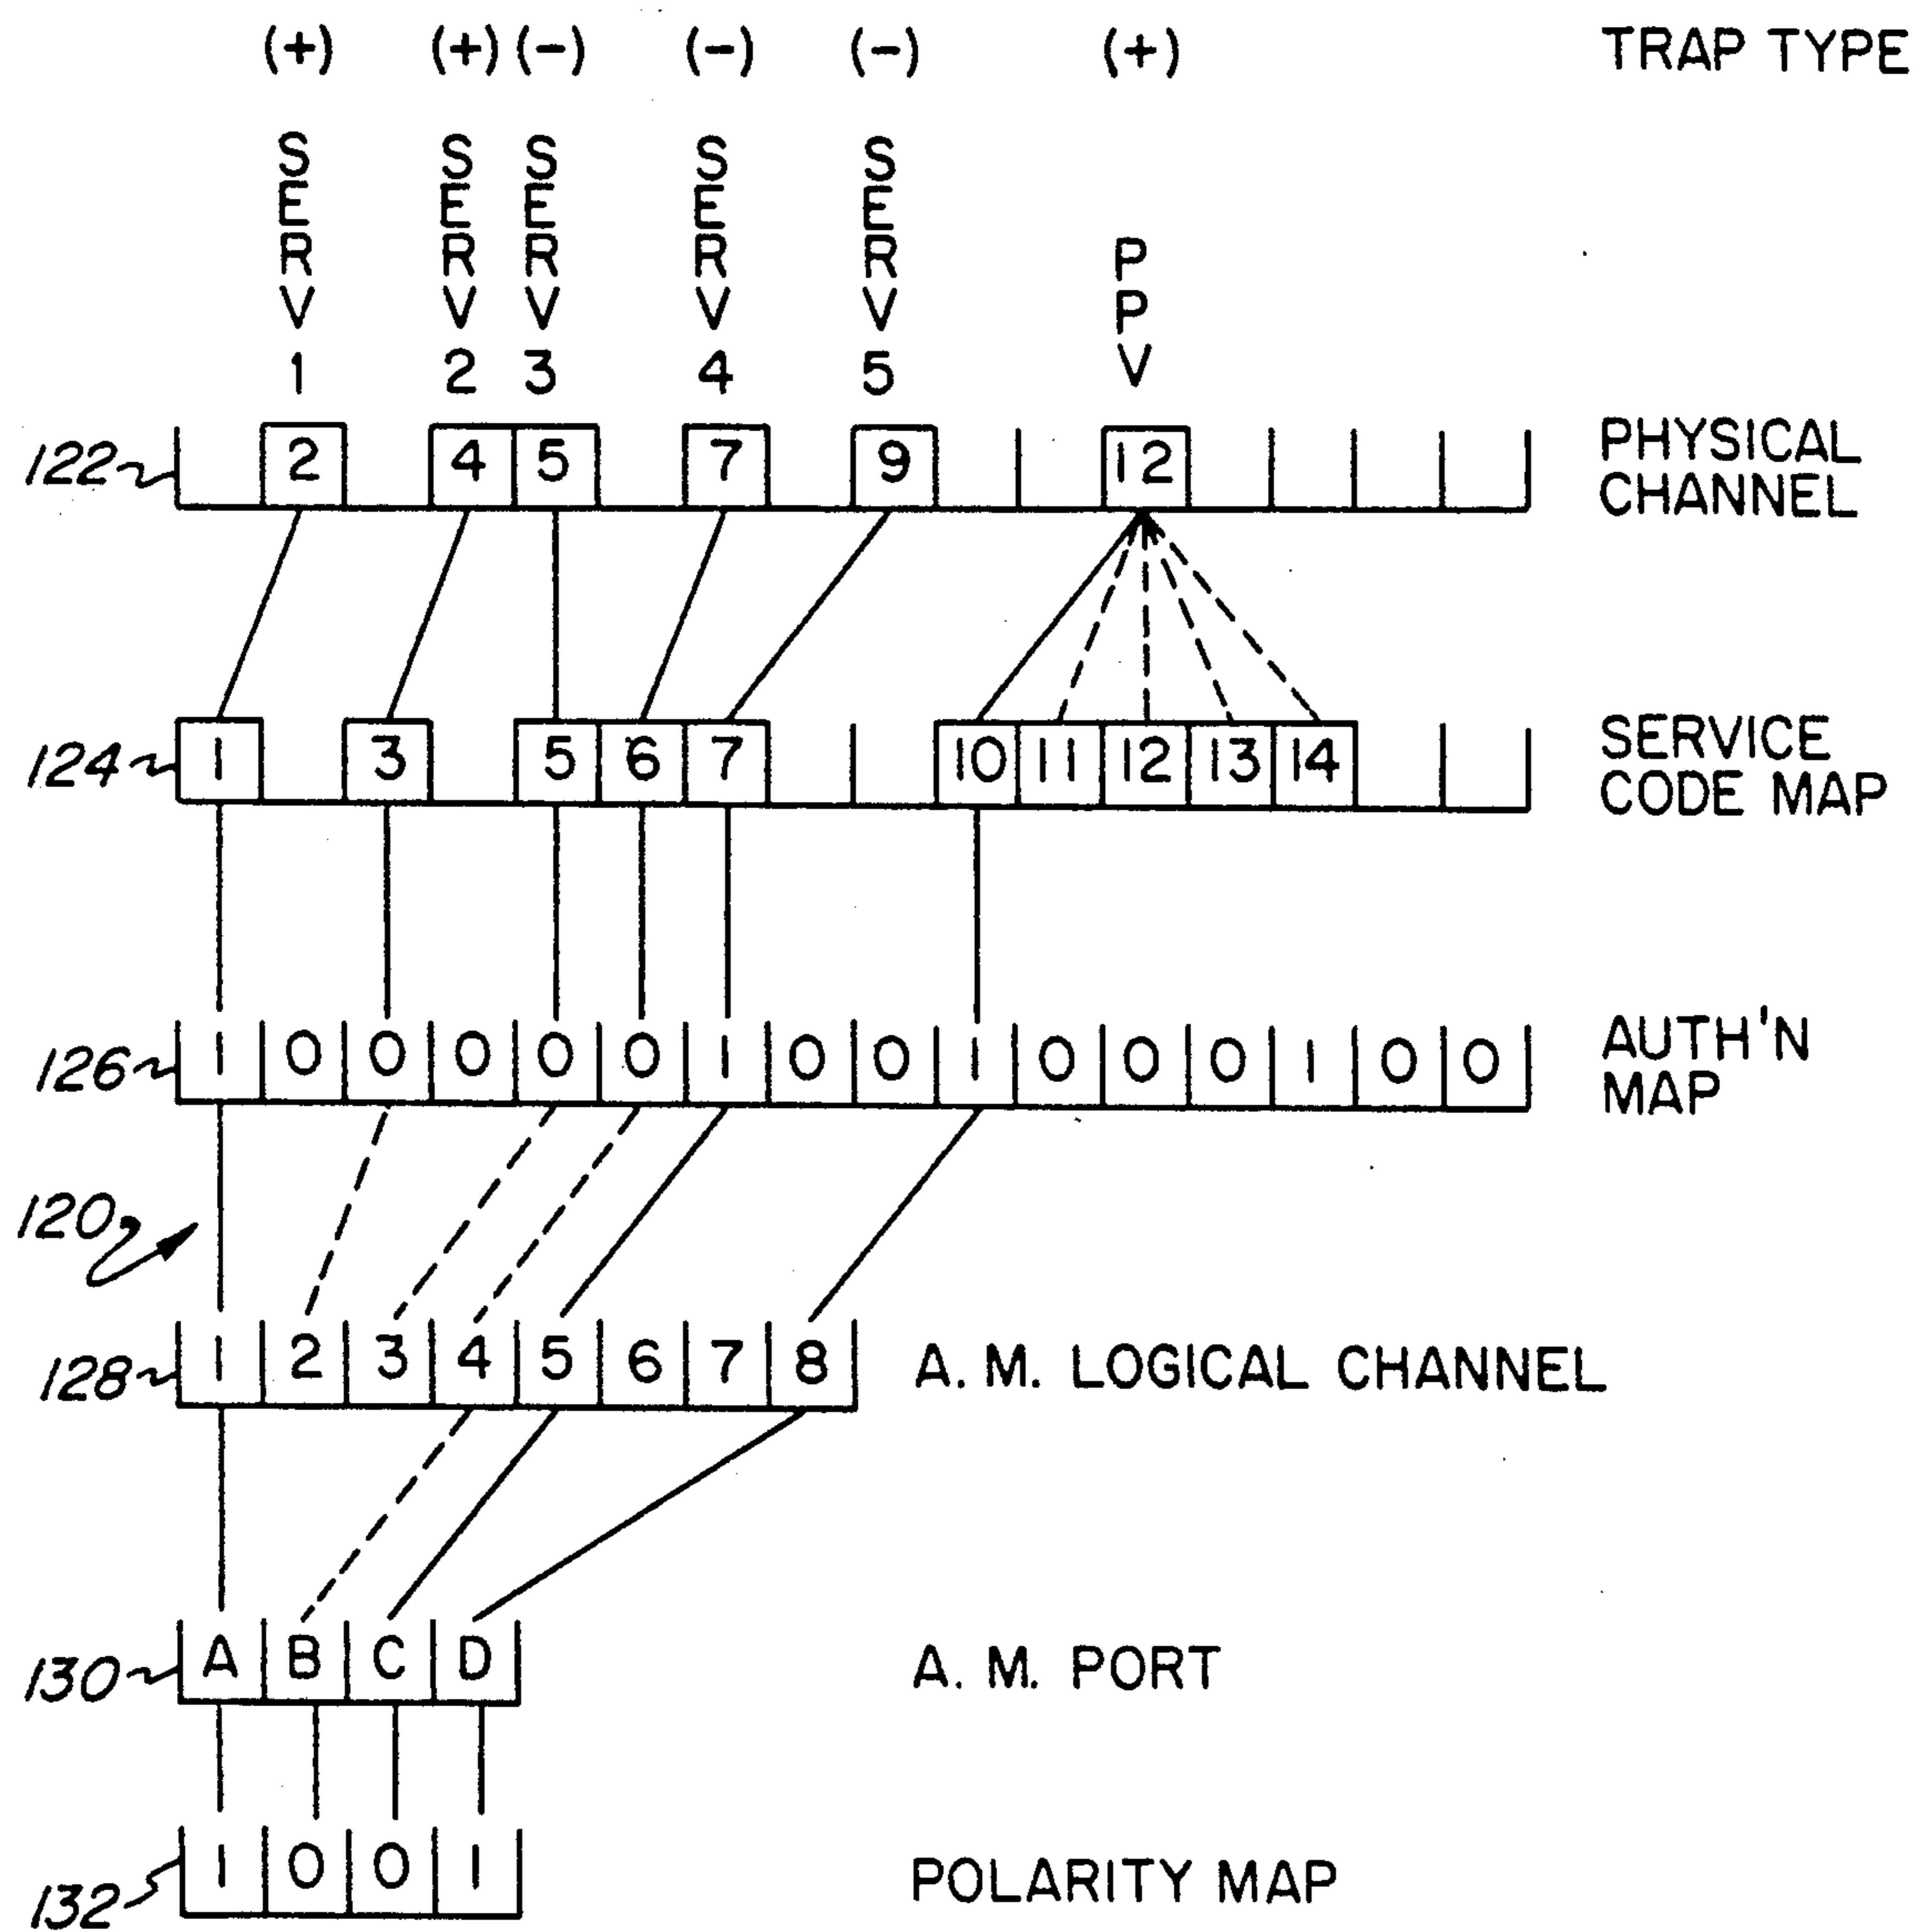 (+) (+) (-) (-) (-) (+) TRAP TYPE
SERV 1 SERV 2 SERV 3 SERV 4 SERV 5 PPV
122 2 4 5 7 9 12 PHYSICAL
CHANNEL
124 1 3 5 6 7 10 11 12 13 14 SERVICE
CODE MAP
126 1 0 0 0 0 0 1 0 0 1 0 0 0 1 0 0 AUTH'N
MAP
120
128 1 2 3 4 5 6 7 8 A. M. LOGICAL CHANNEL
130 A B C D A. M. PORT
132 1 0 0 1 POLARITY MAP